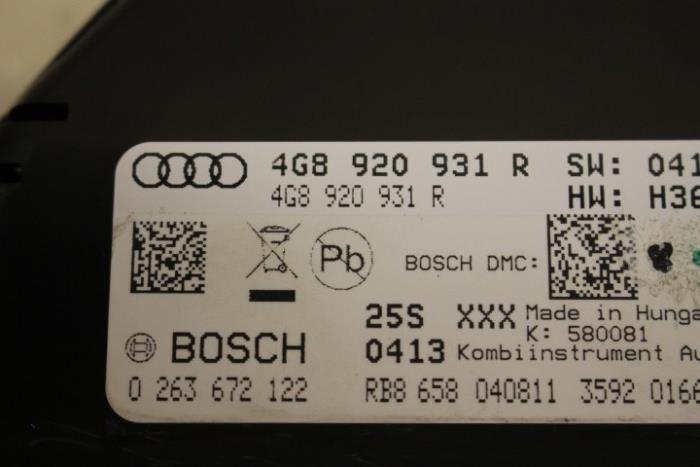 4G8 920 931 R SW: 041
4G8 920 931 R HW: H36
Pb BOSCH DMC:
25S XXX Made in Hunga
K: 580081
BOSCH 0413 Kombiinstrument Au
0 263 672 122 RB8 658 040811 3592 0166